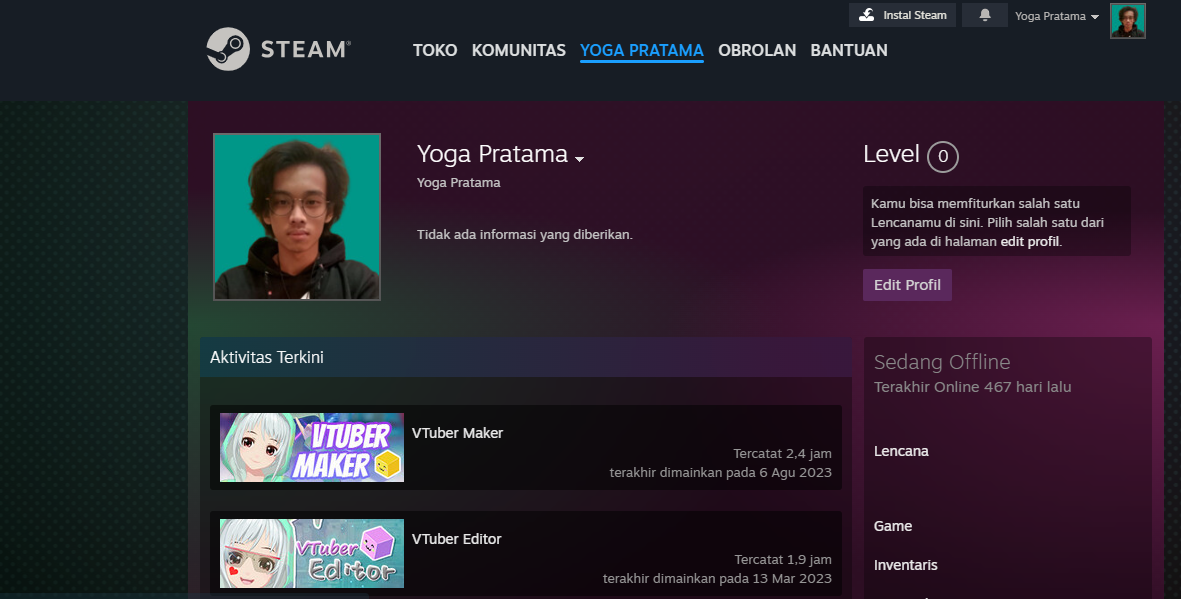 Instal Steam
Yoga Pratama
STEAM®
TOKO KOMUNITAS YOGA PRATAMA OBROLAN BANTUAN
Yoga Pratama
Yoga Pratama
Tidak ada informasi yang diberikan.
Level 0
Kamu bisa memfiturkan salah satu
Lencanamu di sini. Pilih salah satu dari
yang ada di halaman edit profil.
Edit Profil
Aktivitas Terkini
VTUBER
MAKER
VTuber Maker
Tercatat 2,4 jam
terakhir dimainkan pada 6 Agu 2023
VTuber
Editor
VTuber Editor
Tercatat 1,9 jam
terakhir dimainkan pada 13 Mar 2023
Sedang Offline
Terakhir Online 467 hari lalu
Lencana
Game
Inventaris